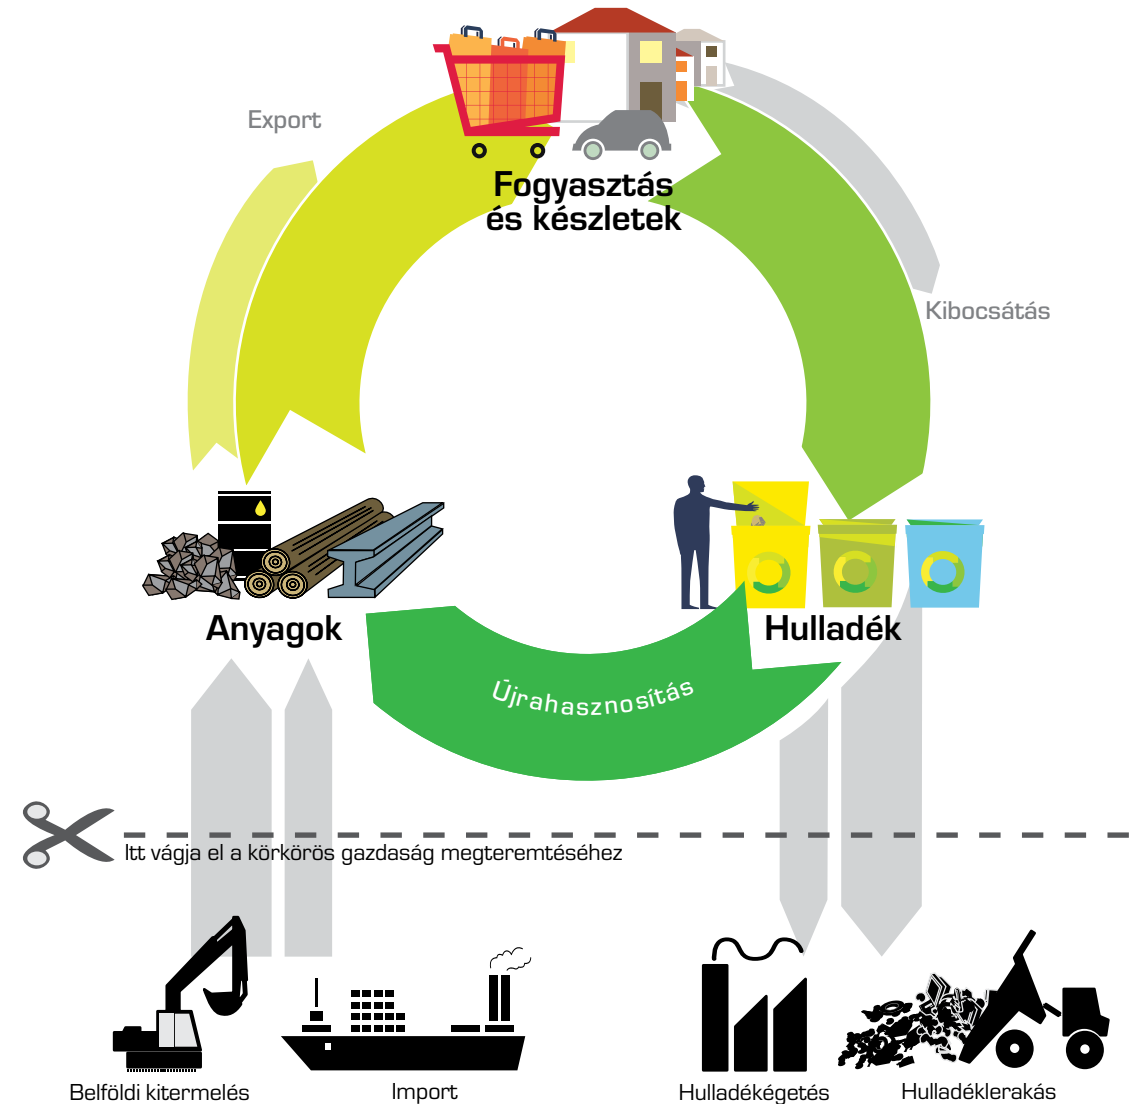 Export
Fogyasztás
és készletek
Kibocsátás
Anyagok
Hulladék
Újrahasznosítás
Itt vágja el a körkörös gazdaság megteremtéséhez
Belföldi kitermelés
Import
Hulladékégetés
Hulladéklerakás